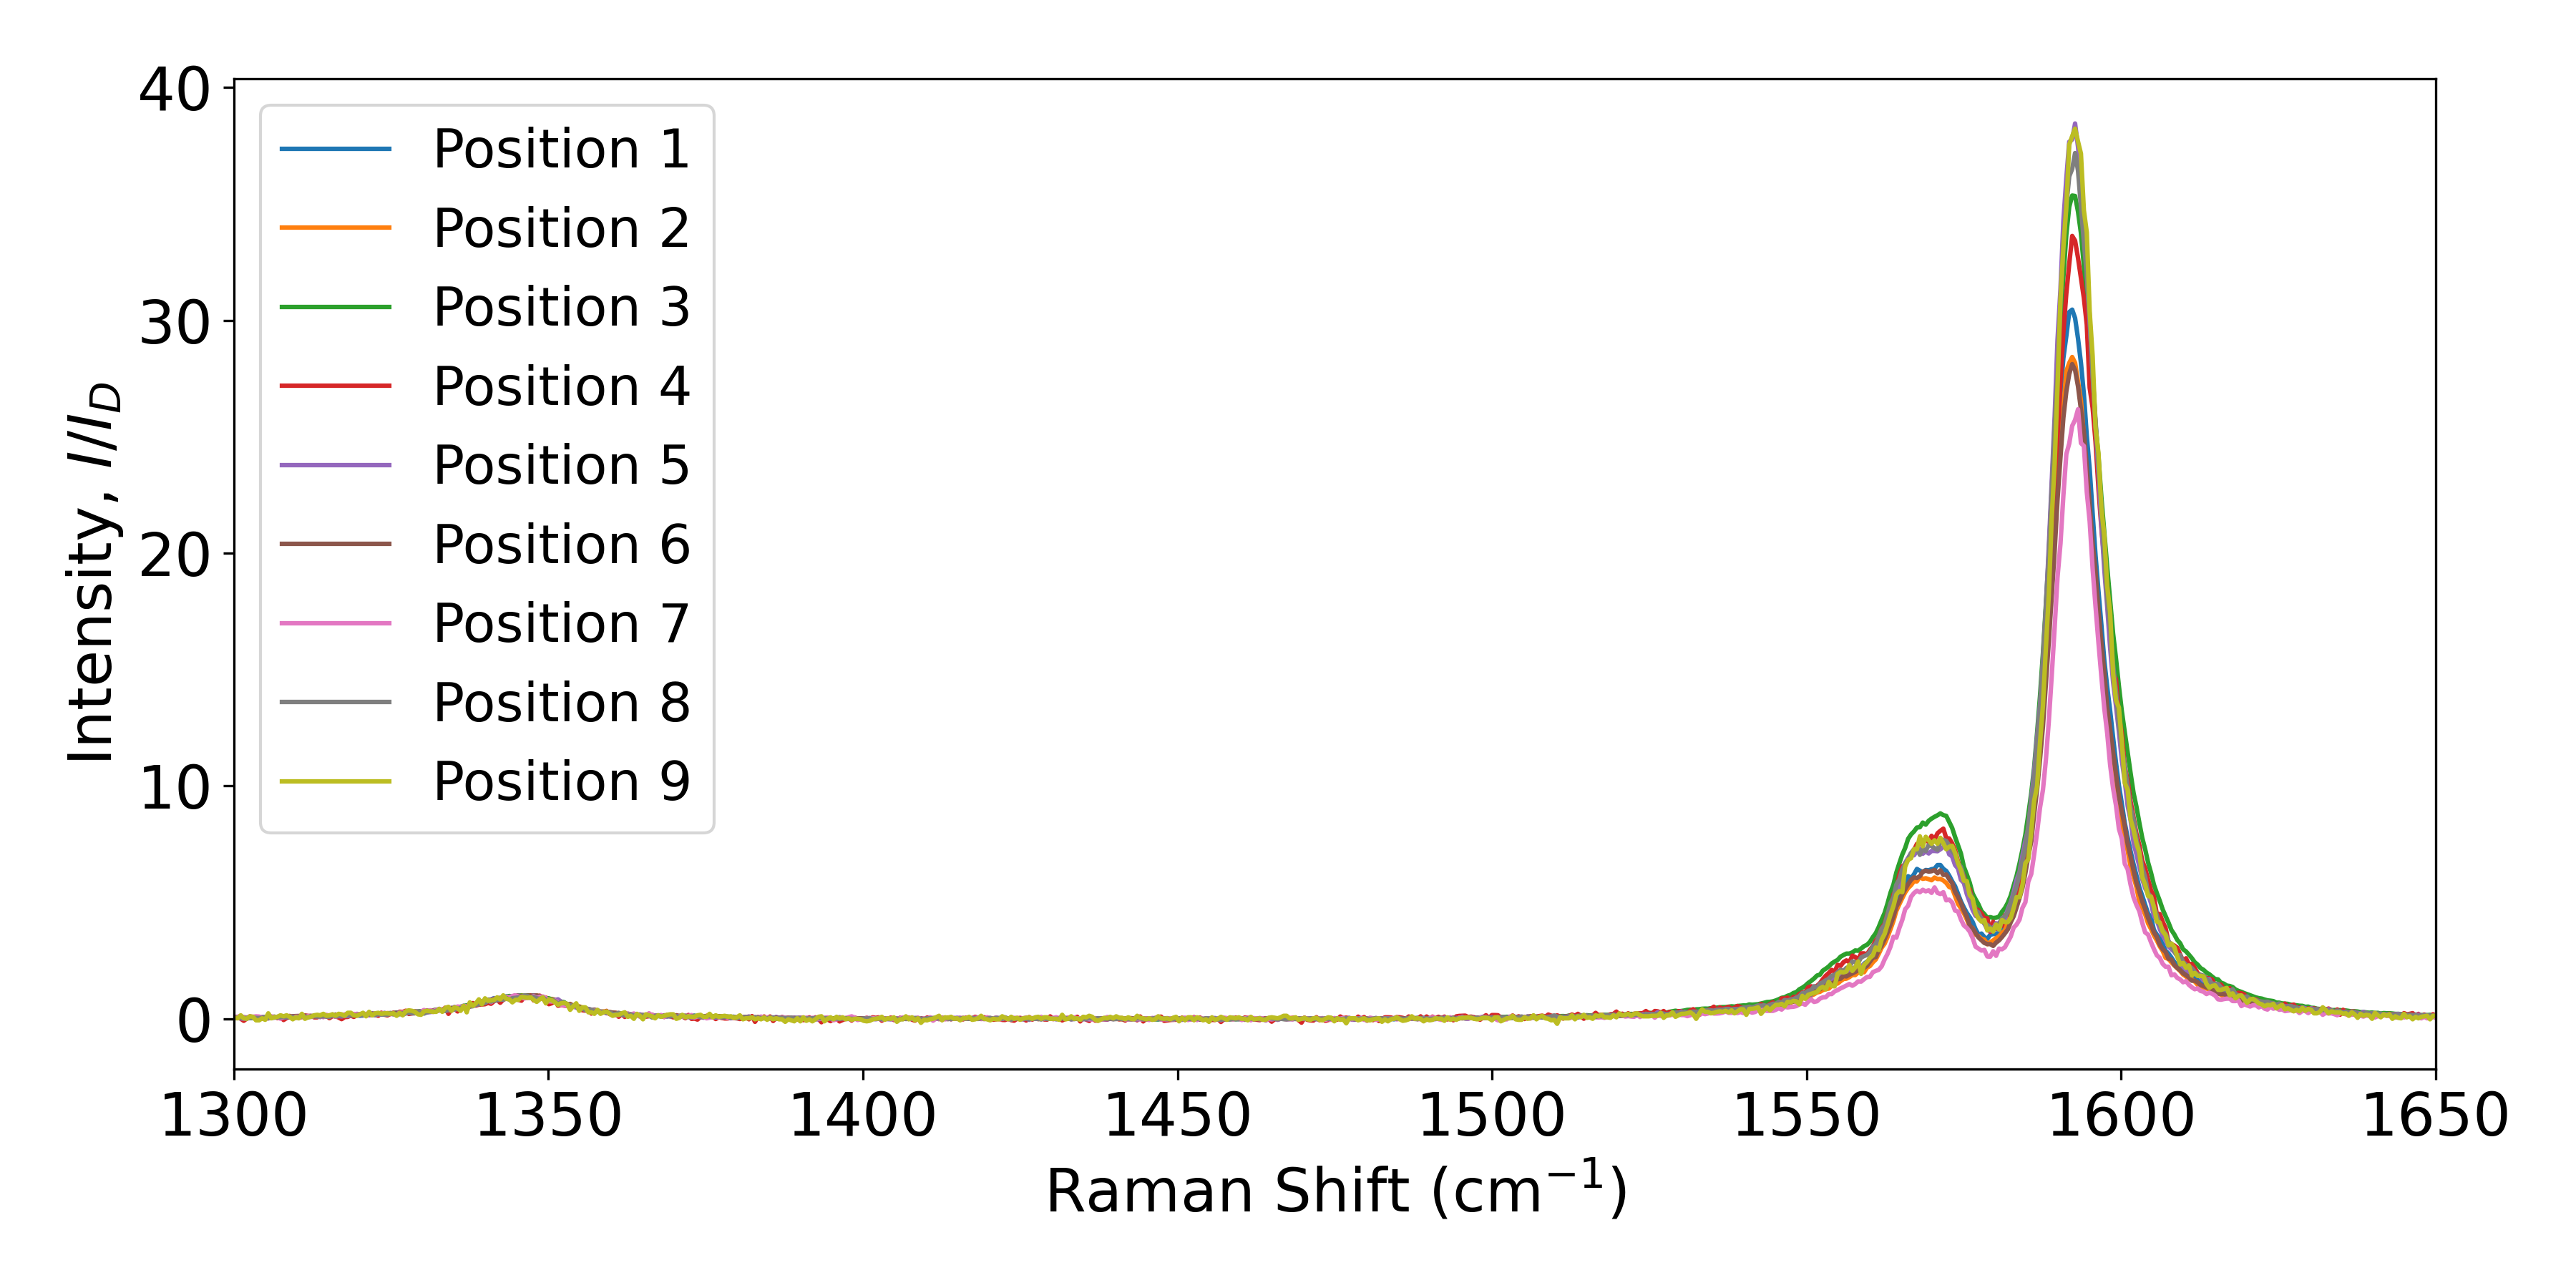 40
30
20
10
0
Intensity, I/I_D
Position 1
Position 2
Position 3
Position 4
Position 5
Position 6
Position 7
Position 8
Position 9
1300 1350 1400 1450 1500 1550 1600 1650
Raman Shift (cm⁻¹)